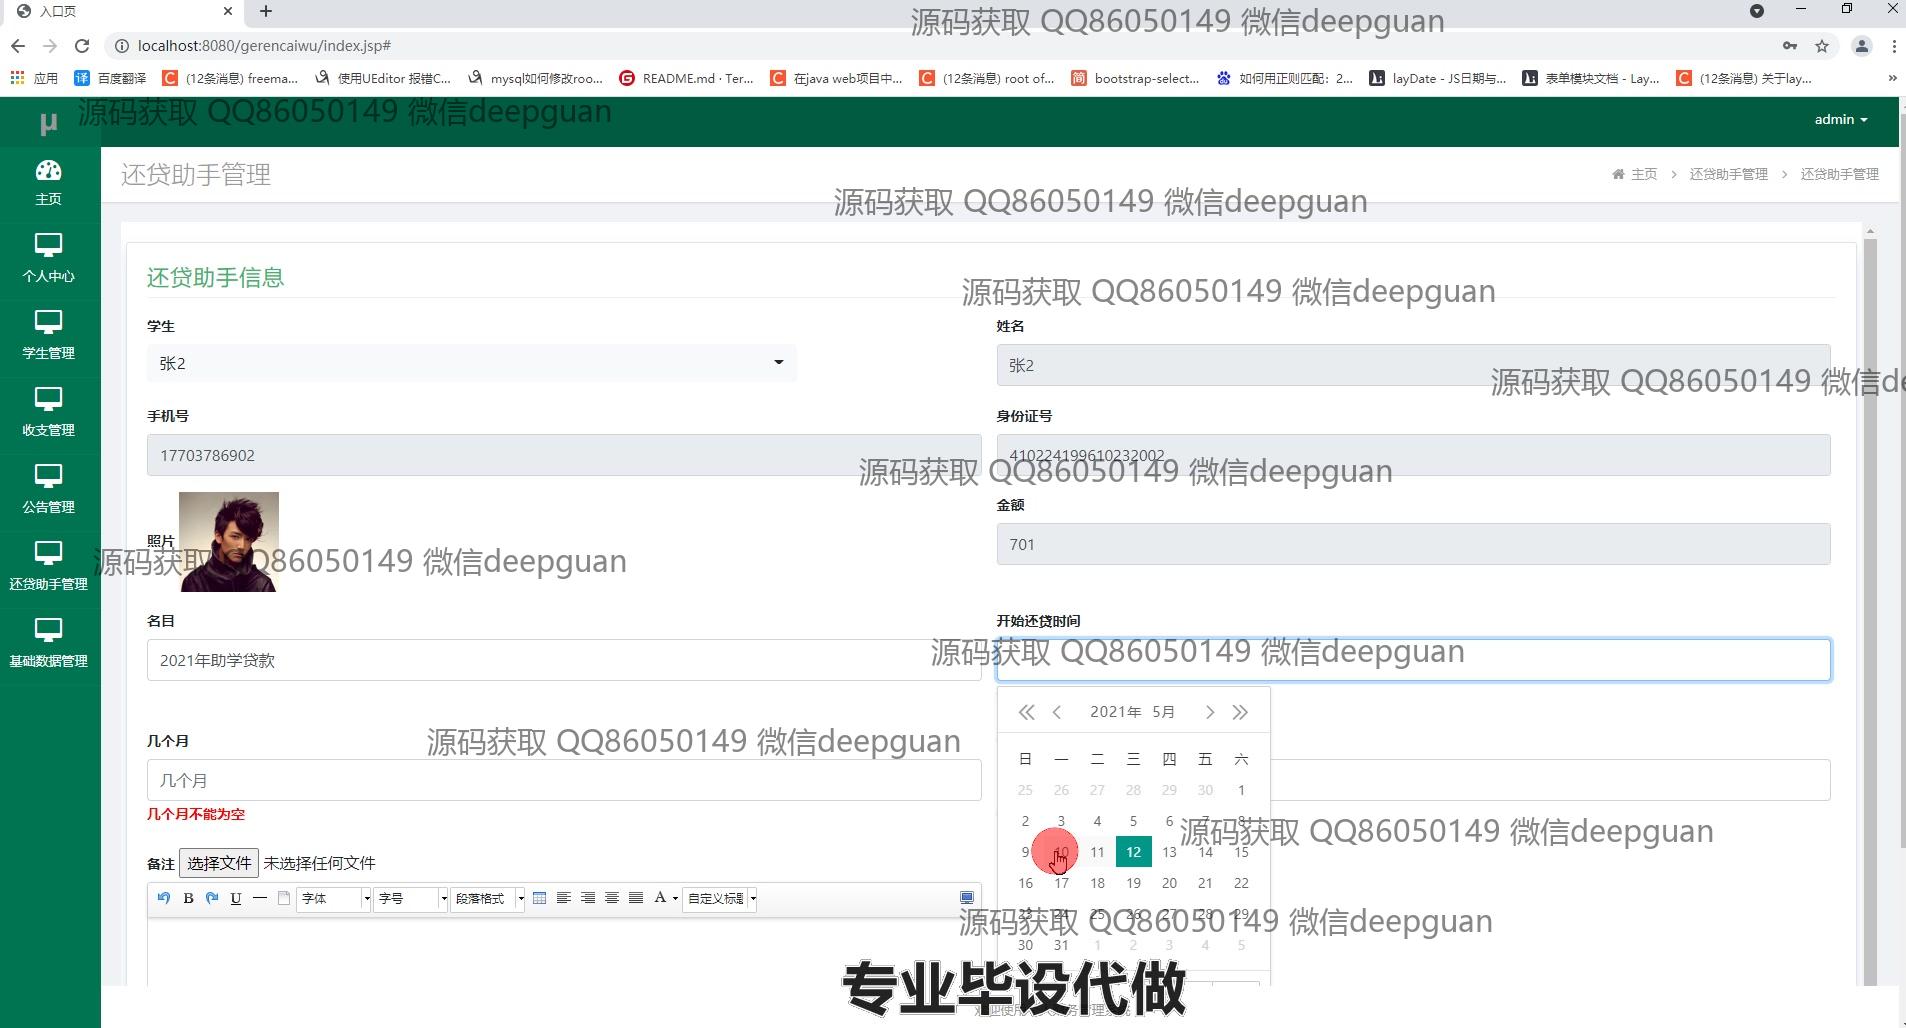 入口页
源码获取 QQ86050149 微信deepguan
localhost:8080/gerencaiwu/index.jsp#
应用 百度翻译 (12条消息) freema... 使用UEditor 报错C... mysql如何修改roo... README.md · Ter... 在java web项目中... (12条消息) root of... bootstrap-select... 如何用正则匹配：2... layDate - JS日期与... 表单模块文档 - Lay... (12条消息) 关于lay... »
源码获取 QQ86050149 微信deepguan
μ
admin
主页
还贷助手管理
主页 > 还贷助手管理 > 还贷助手管理
源码获取 QQ86050149 微信deepguan
个人中心
还贷助手信息
源码获取 QQ86050149 微信deepguan
学生
姓名
学生管理
张2
张2
源码获取 QQ86050149 微信de
手机号
身份证号
收支管理
17703786902
410224199610232002
源码获取 QQ86050149 微信deepguan
公告管理
金额
照片
701
源码获取 QQ86050149 微信deepguan
还贷助手管理
名目
开始还贷时间
基础数据管理
2021年助学贷款
源码获取 QQ86050149 微信deepguan
2021年 5月
几个月
源码获取 QQ86050149 微信deepguan
日 一 二 三 四 五 六
几个月
25 26 27 28 29 30 1
几个月不能为空
2 3 4 5 6 7 8
源码获取 QQ86050149 微信deepguan
9 10 11 12 13 14 15
备注 选择文件 未选择任何文件
16 17 18 19 20 21 22
B U 字体 字号 段落格式 A 自定义标题
23 24 25 26 27 28 29
源码获取 QQ86050149 微信deepguan
30 31 1 2 3 4 5
专业毕设代做